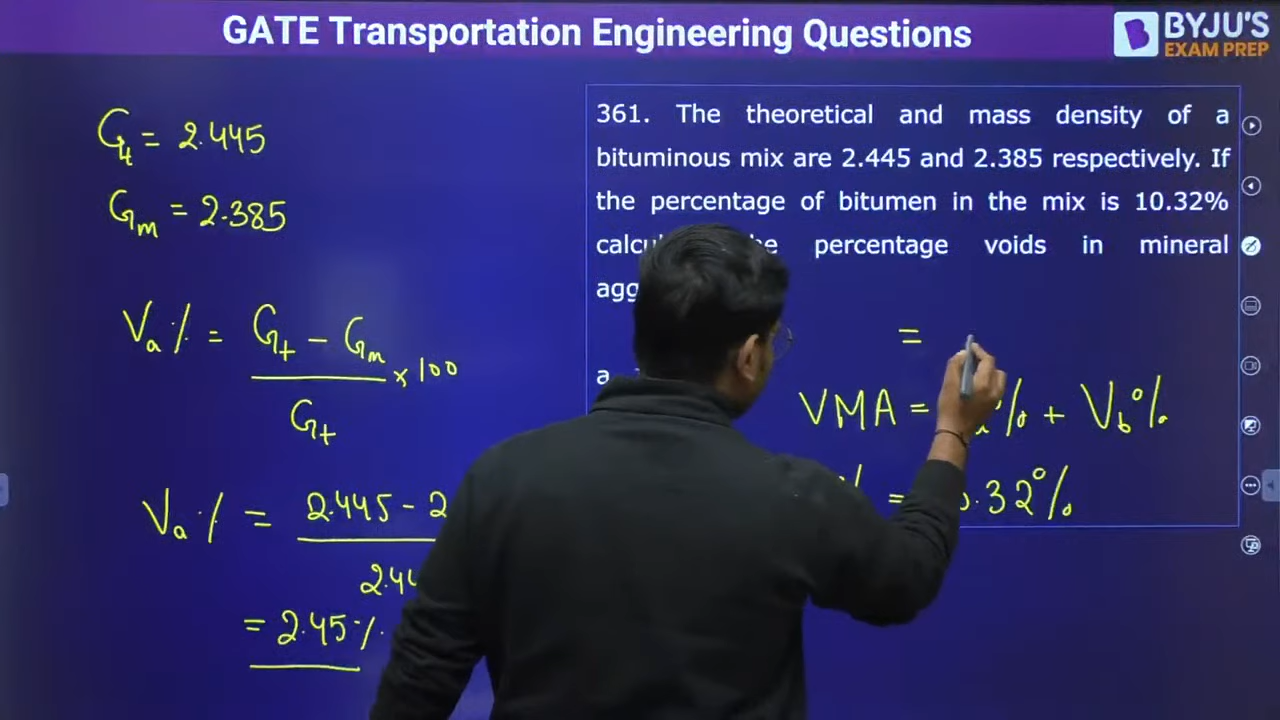 GATE Transportation Engineering Questions
BYJU'S
EXAM PREP
361. The theoretical and mass density of a
bituminous mix are 2.445 and 2.385 respectively. If
the percentage of bitumen in the mix is 10.32%
percentage voids in mineral
a
Gt = 2.445
Gm = 2.385
Va % = Gt - Gm × 100
Gt
Va % = 2.445 - 2
2.44
= 2.45 %
=
VMA = % + Vb %
% = .32 %